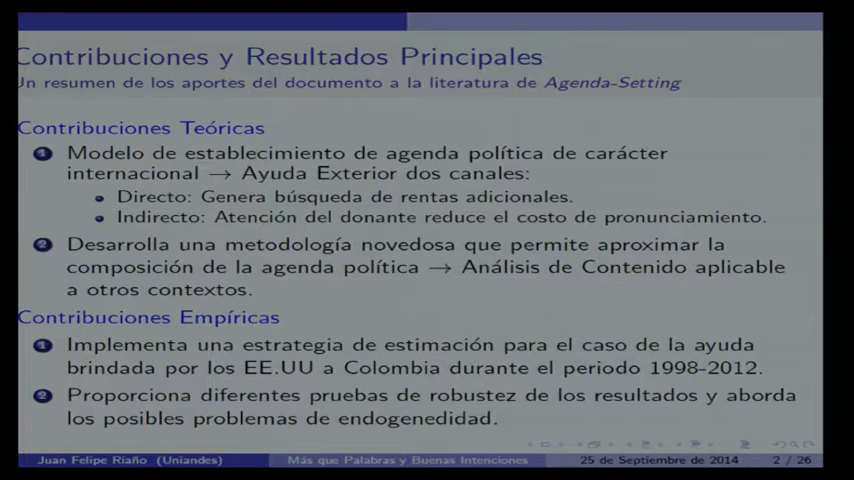 Contribuciones y Resultados Principales
Un resumen de los aportes del documento a la literatura de Agenda-Setting
Contribuciones Teóricas
1 Modelo de establecimiento de agenda política de carácter
internacional → Ayuda Exterior dos canales:
Directo: Genera búsqueda de rentas adicionales.
Indirecto: Atención del donante reduce el costo de pronunciamiento.
2 Desarrolla una metodología novedosa que permite aproximar la
composición de la agenda política → Análisis de Contenido aplicable
a otros contextos.
Contribuciones Empíricas
1 Implementa una estrategia de estimación para el caso de la ayuda
brindada por los EE.UU a Colombia durante el periodo 1998-2012.
2 Proporciona diferentes pruebas de robustez de los resultados y aborda
los posibles problemas de endogenedidad.
Juan Felipe Riaño (Uniandes) Más que Palabras y Buenas Intenciones 25 de Septiembre de 2014 2 / 26